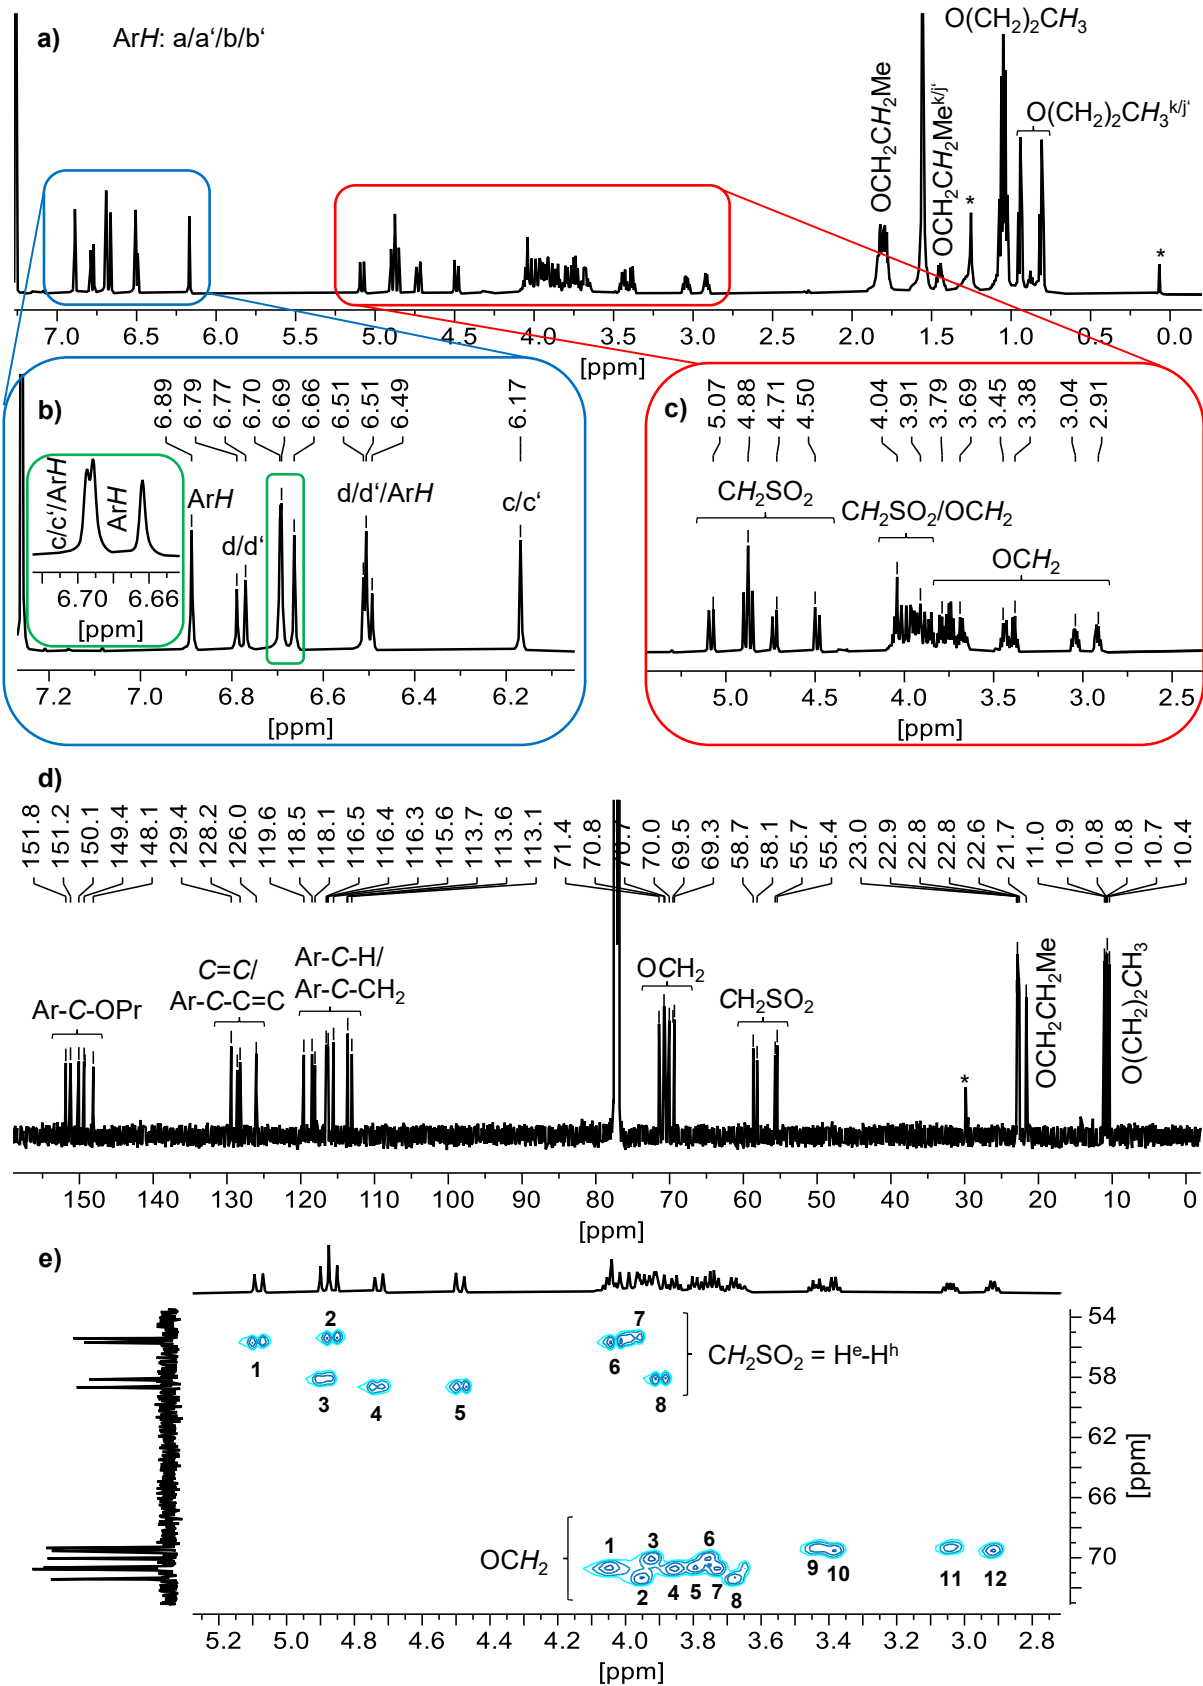 a)
ArH: a/a‘/b/b‘
O(CH2)2CH3
OCH2CH2Me
OCH2CH2Me^k/j‘
O(CH2)2CH3^k/j‘
*
*
7.0 6.5 6.0 5.5 5.0 4.5 4.0 3.5 3.0 2.5 2.0 1.5 1.0 0.5 0.0
[ppm]
b)
6.89 6.79 6.77 6.70 6.69 6.66 6.51 6.51 6.49 6.17
c/c‘/ArH
ArH
6.70 6.66
[ppm]
ArH
d/d‘
d/d‘/ArH
c/c‘
7.2 7.0 6.8 6.6 6.4 6.2
[ppm]
c)
5.07 4.88 4.71 4.50 4.04 3.91 3.79 3.69 3.45 3.38 3.04 2.91
CH2SO2
CH2SO2/OCH2
OCH2
5.0 4.5 4.0 3.5 3.0 2.5
[ppm]
d)
151.8 151.2 150.1 149.4 148.1 129.4 128.2 126.0 119.6 118.5 118.1 116.5 116.4 116.3 115.6 113.7 113.6 113.1 71.4 70.8 70.7 70.0 69.5 69.3 58.7 58.1 55.7 55.4 23.0 22.9 22.8 22.8 22.6 21.7 11.0 10.9 10.8 10.8 10.7 10.4
Ar-C-OPr
C=C/
Ar-C-C=C
Ar-C-H/
Ar-C-CH2
OCH2
CH2SO2
*
OCH2CH2Me
O(CH2)2CH3
150 140 130 120 110 100 90 80 70 60 50 40 30 20 10 0
[ppm]
e)
2
7
1
6
3
4
5
8
CH2SO2 = H^e-H^h
54
58
62
66
70
[ppm]
OCH2
1
3
6
2
4
5
7
8
9
10
11
12
5.2 5.0 4.8 4.6 4.4 4.2 4.0 3.8 3.6 3.4 3.2 3.0 2.8
[ppm]